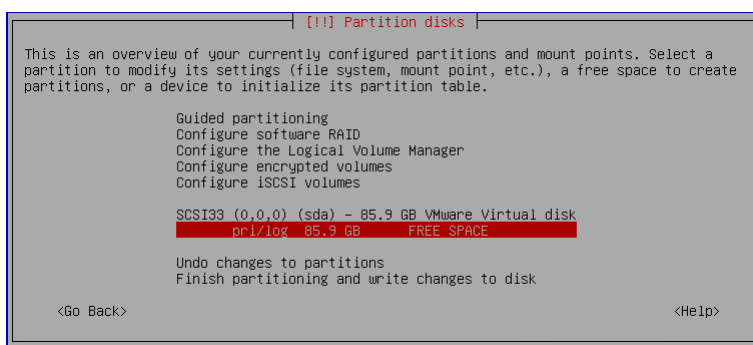 [!!] Partition disks
This is an overview of your currently configured partitions and mount points. Select a
partition to modify its settings (file system, mount point, etc.), a free space to create
partitions, or a device to initialize its partition table.
Guided partitioning
Configure software RAID
Configure the Logical Volume Manager
Configure encrypted volumes
Configure iSCSI volumes
SCSI33 (0,0,0) (sda) - 85.9 GB VMware Virtual disk
pri/log 85.9 GB FREE SPACE
Undo changes to partitions
Finish partitioning and write changes to disk
<Go Back> <Help>